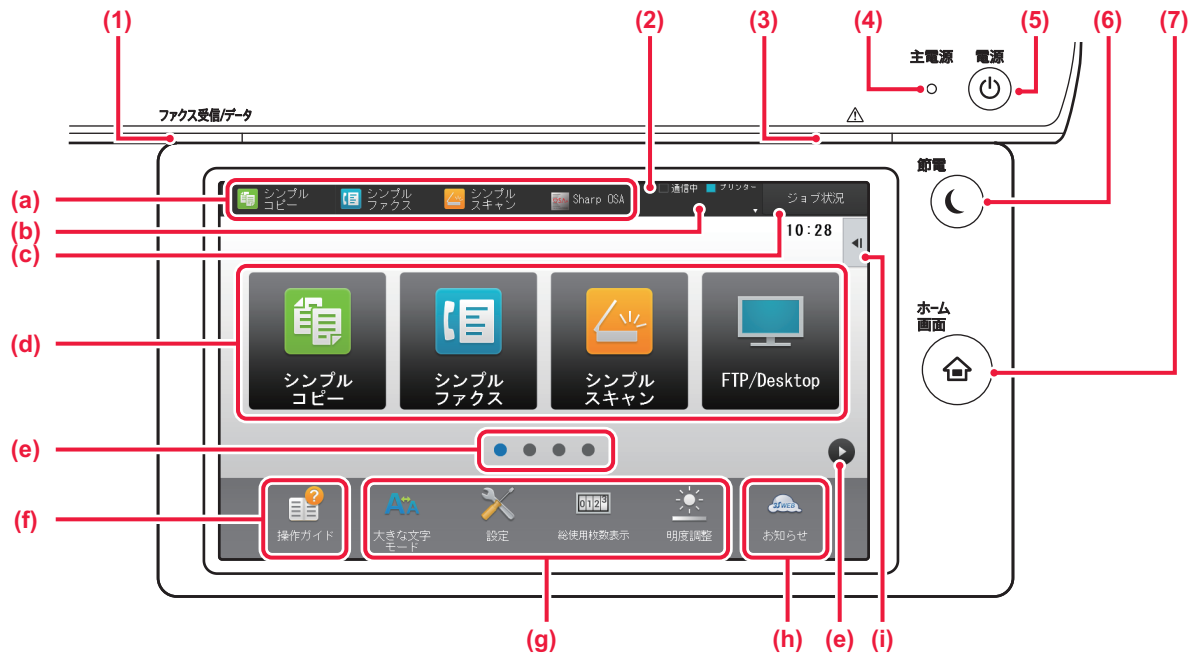 (1)
(2)
(3)
(4)
(5)
(6)
(7)
主電源 電源
ファクス受信/データ
節電
(a)
シンプル
コピー
シンプル
ファクス
シンプル
スキャン
Sharp OSA
通信中
プリンター
ジョブ状況
(b)
(c)
10:28
ホーム
画面
(d)
シンプル
コピー
シンプル
ファクス
シンプル
スキャン
FTP/Desktop
(e)
(f)
操作ガイド
大きな文字
モード
設定
総使用枚数表示
明度調整
お知らせ
(g)
(h)
(e)
(i)